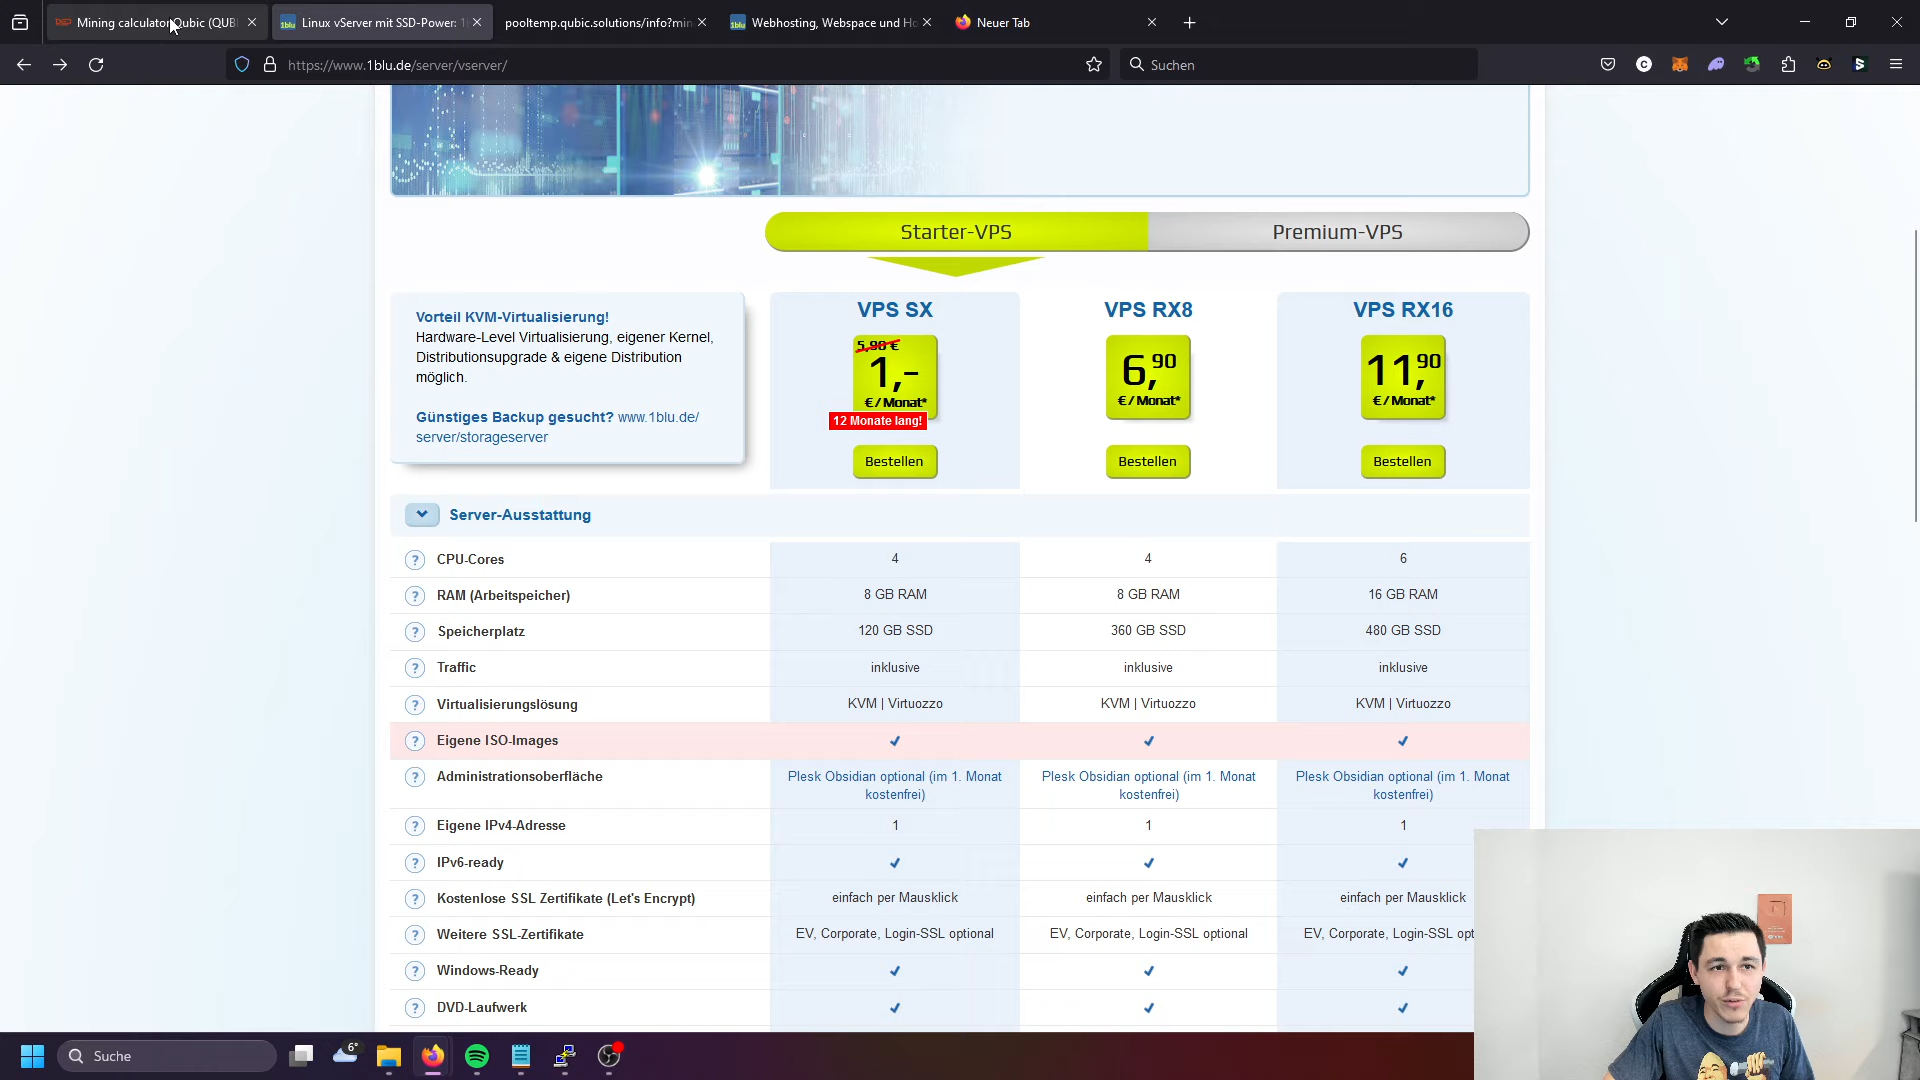 Mining calculator Qubic (QUB
Linux vServer mit SSD-Power: 1
pooltemp.qubic.solutions/info?min
1blu
Webhosting, Webspace und Ho
Neuer Tab
https://www.1blu.de/server/vserver/
Suchen
Starter-VPS
Premium-VPS
Vorteil KVM-Virtualisierung!
Hardware-Level Virtualisierung, eigener Kernel,
Distributionsupgrade & eigene Distribution
möglich.
Günstiges Backup gesucht? www.1blu.de/
server/storageserver
VPS SX
VPS RX8
VPS RX16
5,90 €
1,-
€ / Monat*
12 Monate lang!
6,90
€ / Monat*
11,90
€ / Monat*
Bestellen
Bestellen
Bestellen
Server-Ausstattung
CPU-Cores 4 4 6
RAM (Arbeitspeicher) 8 GB RAM 8 GB RAM 16 GB RAM
Speicherplatz 120 GB SSD 360 GB SSD 480 GB SSD
Traffic inklusive inklusive inklusive
Virtualisierungslösung KVM | Virtuozzo KVM | Virtuozzo KVM | Virtuozzo
Eigene ISO-Images
Administrationsoberfläche Plesk Obsidian optional (im 1. Monat kostenfrei) Plesk Obsidian optional (im 1. Monat kostenfrei) Plesk Obsidian optional (im 1. Monat kostenfrei)
Eigene IPv4-Adresse 1 1 1
IPv6-ready
Kostenlose SSL Zertifikate (Let's Encrypt) einfach per Mausklick einfach per Mausklick einfach per Mausklick
Weitere SSL-Zertifikate EV, Corporate, Login-SSL optional EV, Corporate, Login-SSL optional EV, Corporate, Login-SSL opt
Windows-Ready
DVD-Laufwerk
Suche
6°